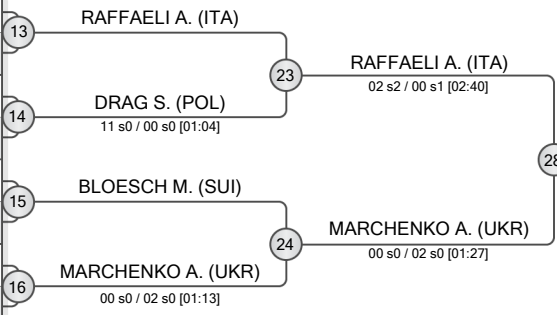 13
RAFFAELI A. (ITA)
23
RAFFAELI A. (ITA)
02 s2 / 00 s1 [02:40]
14
DRAG S. (POL)
11 s0 / 00 s0 [01:04]
28
15
BLOESCH M. (SUI)
24
MARCHENKO A. (UKR)
00 s0 / 02 s0 [01:27]
16
MARCHENKO A. (UKR)
00 s0 / 02 s0 [01:13]